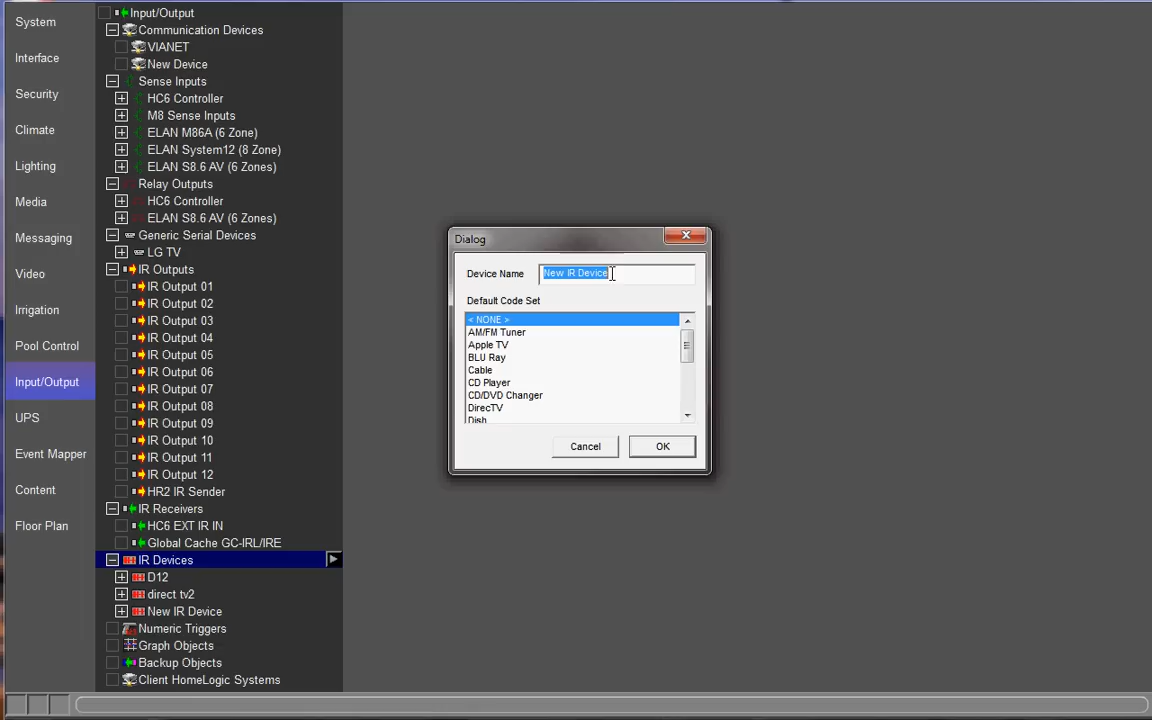 System
Interface
Security
Climate
Lighting
Media
Messaging
Video
Irrigation
Pool Control
Input/Output
UPS
Event Mapper
Content
Floor Plan
Input/Output
Communication Devices
VIANET
New Device
Sense Inputs
HC6 Controller
M8 Sense Inputs
ELAN M86A (6 Zone)
ELAN System12 (8 Zone)
ELAN S8.6 AV (6 Zones)
Relay Outputs
HC6 Controller
ELAN S8.6 AV (6 Zones)
Generic Serial Devices
LG TV
IR Outputs
IR Output 01
IR Output 02
IR Output 03
IR Output 04
IR Output 05
IR Output 06
IR Output 07
IR Output 08
IR Output 09
IR Output 10
IR Output 11
IR Output 12
HR2 IR Sender
IR Receivers
HC6 EXT IR IN
Global Cache GC-IRL/IRE
IR Devices
D12
direct tv2
New IR Device
Numeric Triggers
Graph Objects
Backup Objects
Client HomeLogic Systems
Dialog
Device Name New IR Device
Default Code Set
< NONE >
AM/FM Tuner
Apple TV
BLU Ray
Cable
CD Player
CD/DVD Changer
DirecTV
Dish
Cancel OK